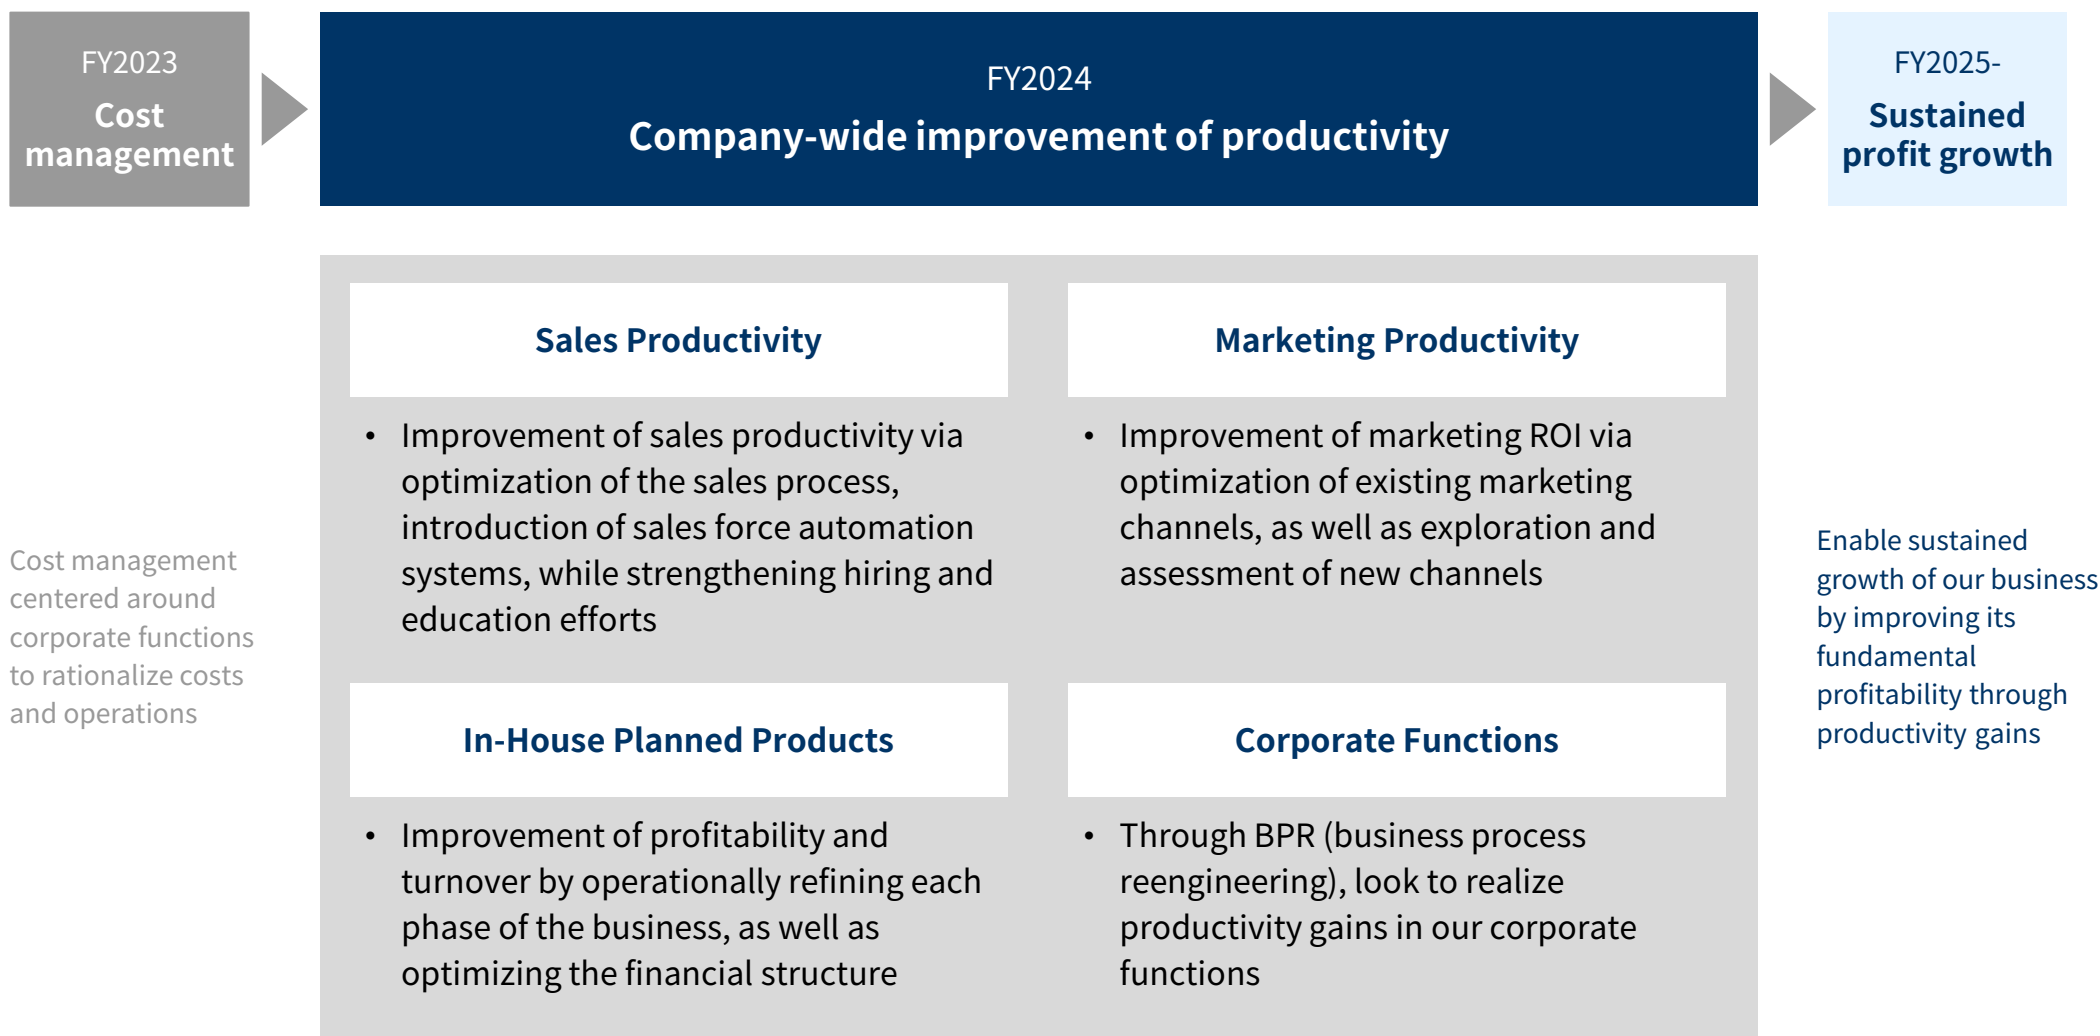 FY2023
Cost
management
FY2024
Company-wide improvement of productivity
FY2025-
Sustained
profit growth
Cost management
centered around
corporate functions
to rationalize costs
and operations
Sales Productivity
• Improvement of sales productivity via
optimization of the sales process,
introduction of sales force automation
systems, while strengthening hiring and
education efforts
Marketing Productivity
• Improvement of marketing ROI via
optimization of existing marketing
channels, as well as exploration and
assessment of new channels
In-House Planned Products
• Improvement of profitability and
turnover by operationally refining each
phase of the business, as well as
optimizing the financial structure
Corporate Functions
• Through BPR (business process
reengineering), look to realize
productivity gains in our corporate
functions
Enable sustained
growth of our business
by improving its
fundamental
profitability through
productivity gains